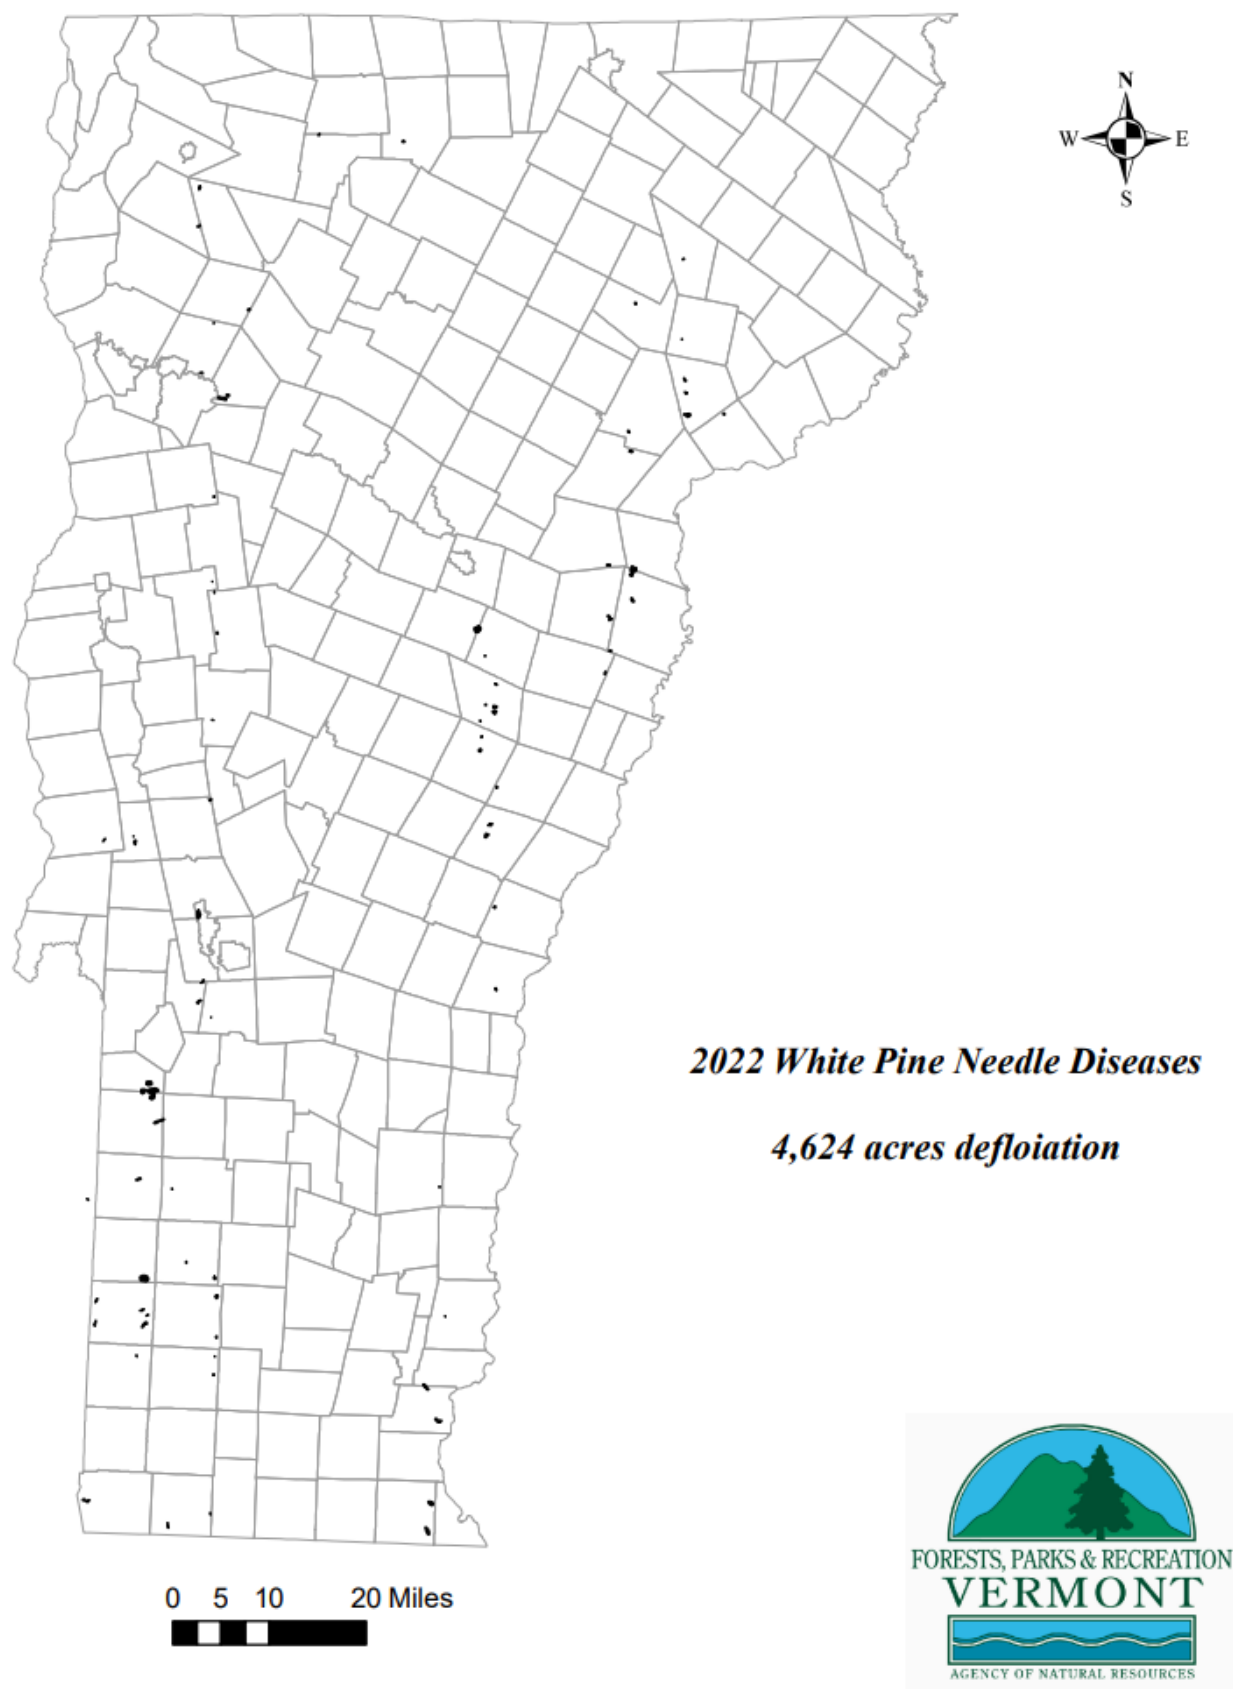 N
W E
S
2022 White Pine Needle Diseases
4,624 acres defloiation
0 5 10 20 Miles
FORESTS, PARKS & RECREATION
VERMONT
AGENCY OF NATURAL RESOURCES